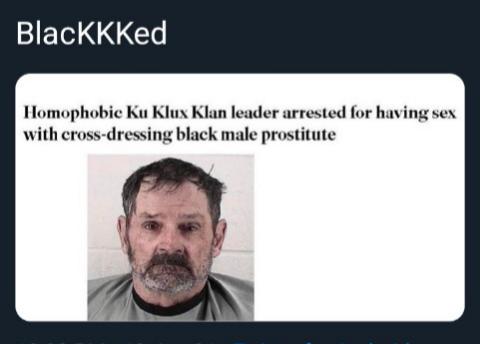 BlacKKKed
Homophobic Ku Klux Klan leader arrested for having sex
with cross-dressing black male prostitute